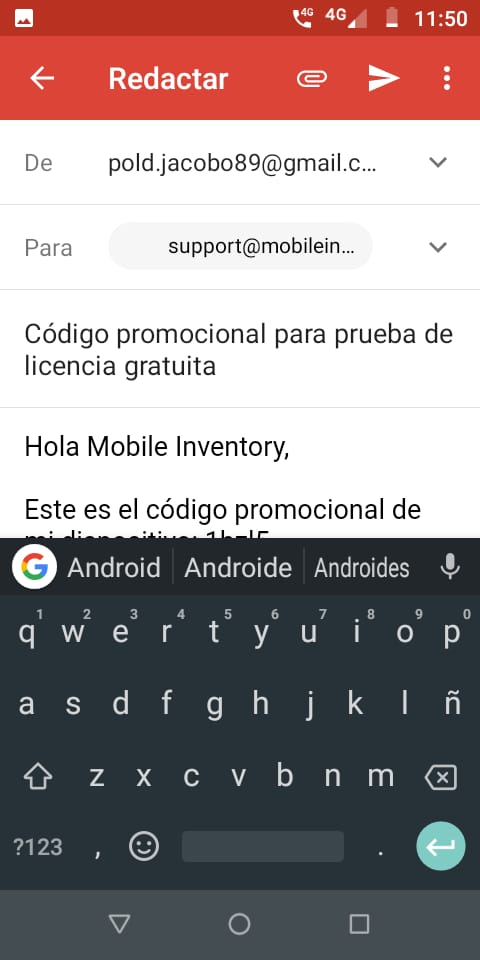 4G 4G 11:50
Redactar
De pold.jacobo89@gmail.c...
Para support@mobilein...
Código promocional para prueba de
licencia gratuita
Hola Mobile Inventory,
Este es el código promocional de
Android Androide Androides
1 2 3 4 5 6 7 8 9 0
q w e r t y u i o p
a s d f g h j k l ñ
z x c v b n m
?123 , .